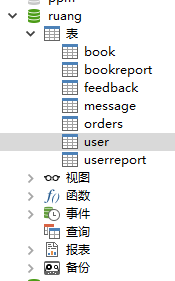 ruang
表
book
bookreport
feedback
message
orders
user
userreport
视图
函数
事件
查询
报表
备份